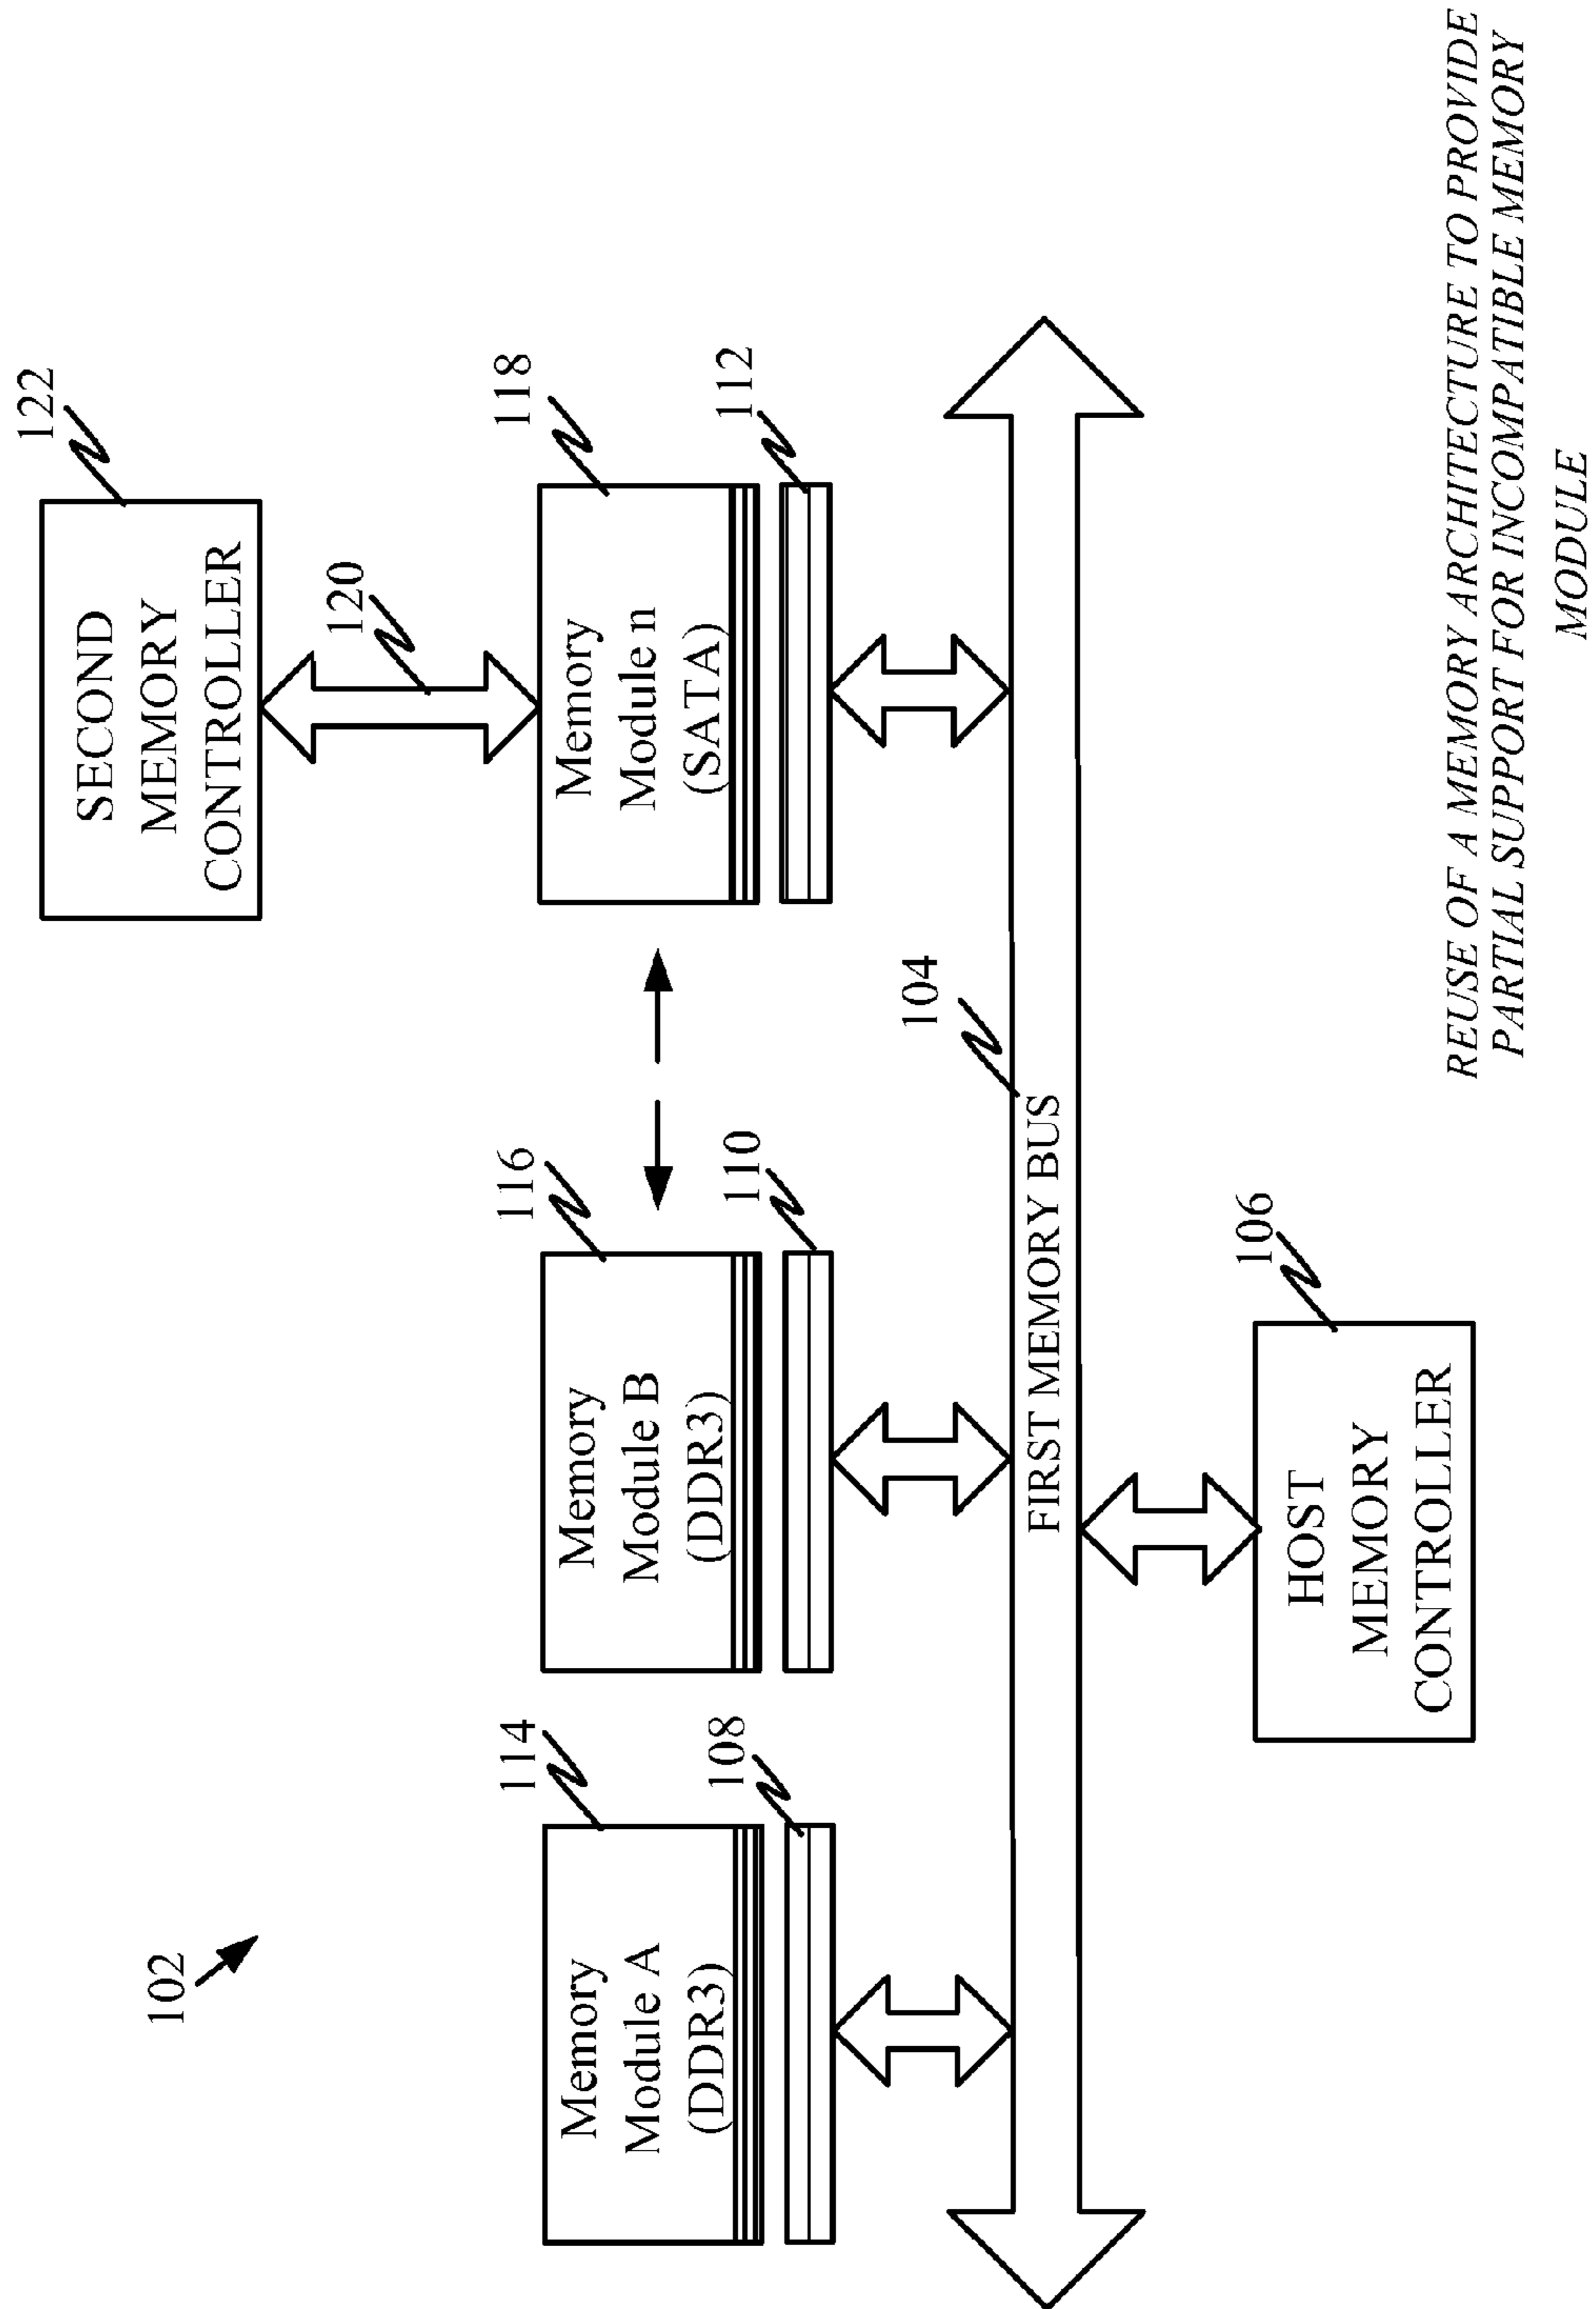 102
122
SECOND
MEMORY
CONTROLLER
120
114
Memory
Module A
(DDR3)
108
116
Memory
Module B
(DDR3)
110
118
Memory
Module n
(SATA)
112
104
FIRST MEMORY BUS
106
HOST
MEMORY
CONTROLLER
REUSE OF A MEMORY ARCHITECTURE TO PROVIDE
PARTIAL SUPPORT FOR INCOMPATIBLE MEMORY
MODULE